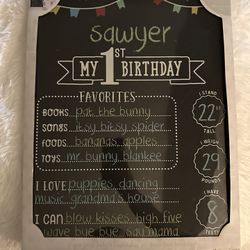 sawyer
MY 1ST BIRTHDAY
FAVORITES
BOOKS pat the bunny
SONGS itsy bitsy spider
FOODS bananas, apples
TOYS mr. bunny, blankee
I STAND
22"
TALL
I WEIGH
29
POUNDS
I LOVE puppies, dancing
music, grandma's house
I HAVE
8
TEETH!
I CAN blow kisses, high five
wave bye bye, say mama